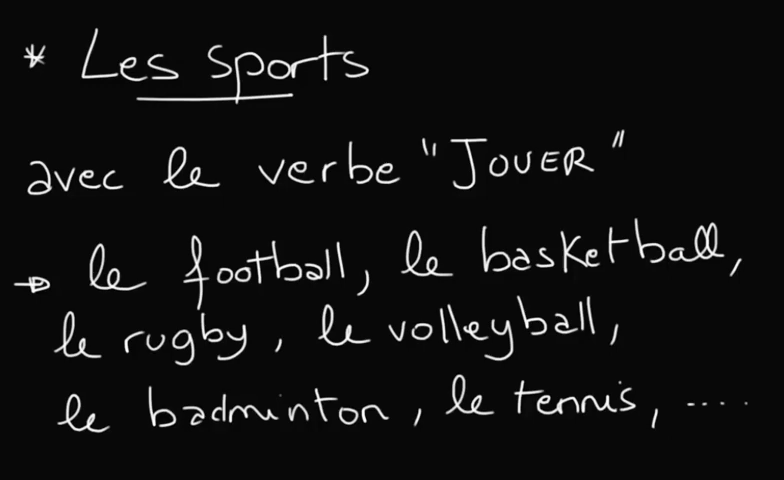 * Les sports
avec le verbe "JOUER"
→ le football, le basketball,
le rugby, le volleyball,
le badminton, le tennis, ....